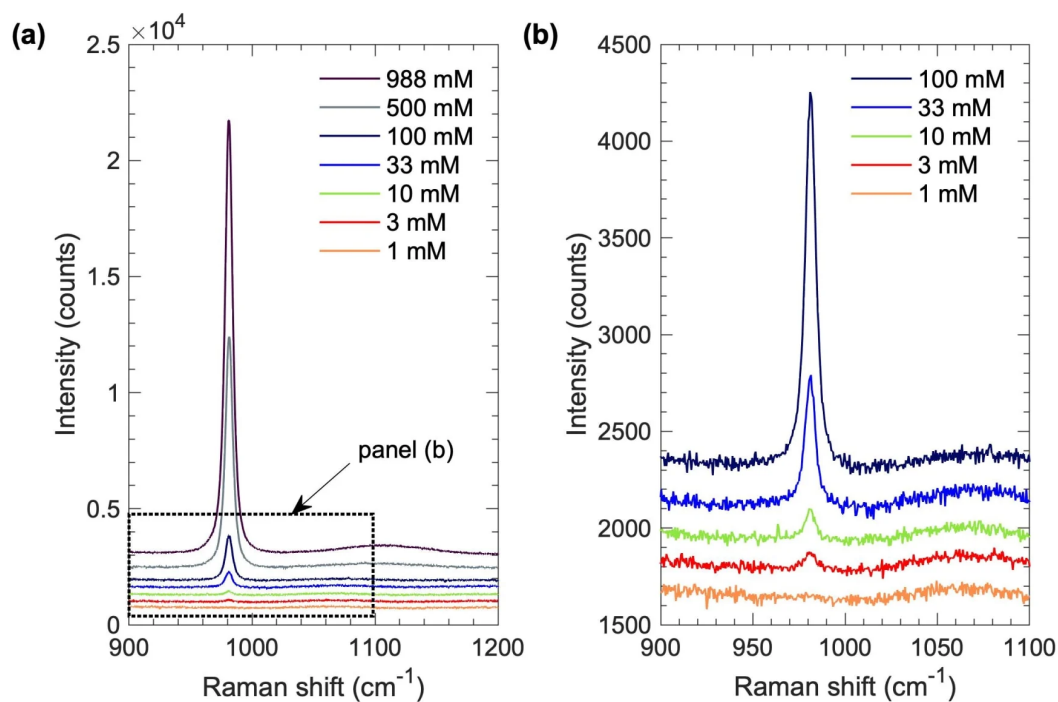 (a)
×10⁴
2.5
2
1.5
1
0.5
0
Intensity (counts)
988 mM
500 mM
100 mM
33 mM
10 mM
3 mM
1 mM
panel (b)
900 1000 1100 1200
Raman shift (cm⁻¹)
(b)
4500
4000
3500
3000
2500
2000
1500
Intensity (counts)
100 mM
33 mM
10 mM
3 mM
1 mM
900 950 1000 1050 1100
Raman shift (cm⁻¹)